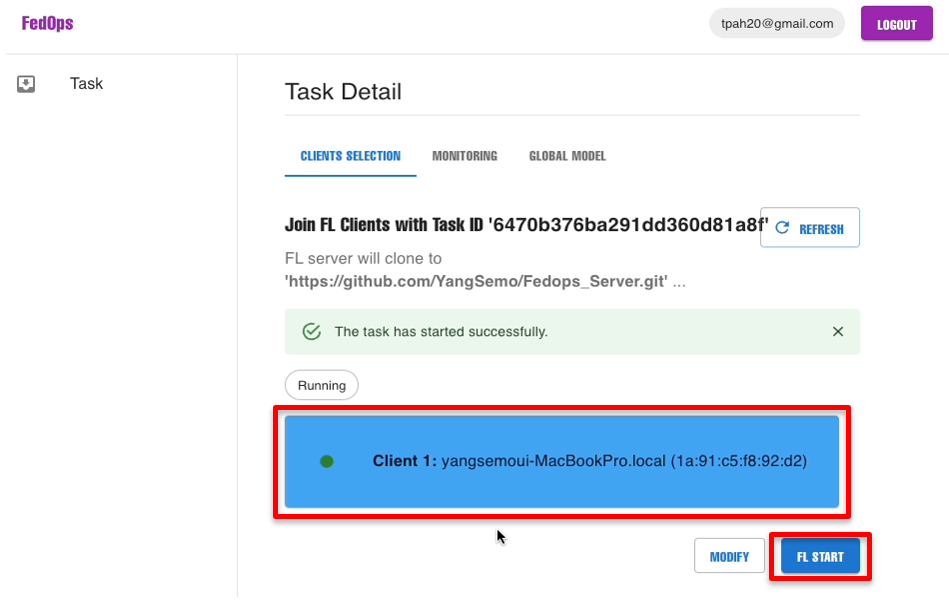 FedOps
tpah20@gmail.com
LOGOUT
Task
Task Detail
CLIENTS SELECTION
MONITORING
GLOBAL MODEL
Join FL Clients with Task ID '6470b376ba291dd360d81a8f'
REFRESH
FL server will clone to
'https://github.com/YangSemo/Fedops_Server.git' ...
The task has started successfully.
Running
Client 1: yangsemoui-MacBookPro.local (1a:91:c5:f8:92:d2)
MODIFY
FL START